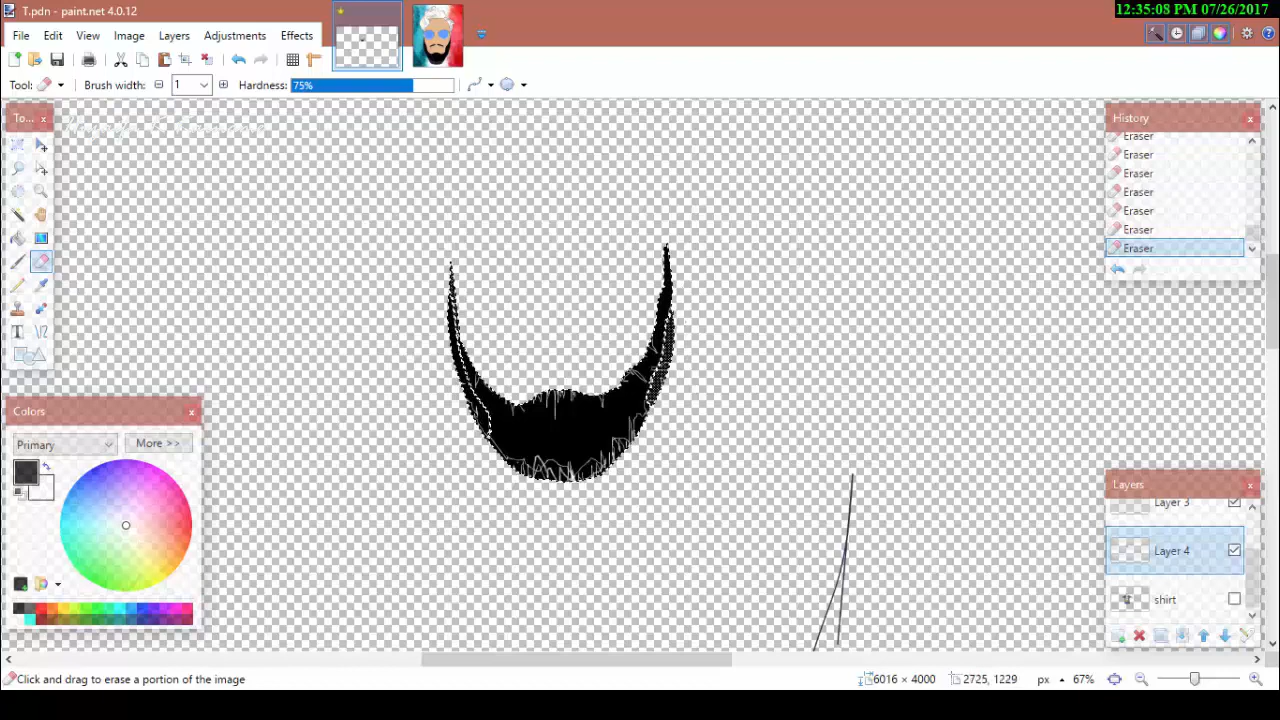 T.pdn - paint.net 4.0.12
12:35:08 PM 07/26/2017
File Edit View Image Layers Adjustments Effects
Tool: Brush width: 1 Hardness: 75%
To... x
History x
Eraser
Eraser
Eraser
Eraser
Eraser
Eraser
Eraser
Colors x
Primary More >>
Layers x
Layer 3
Layer 4
shirt
Click and drag to erase a portion of the image
6016 × 4000 2725, 1229 px 67%